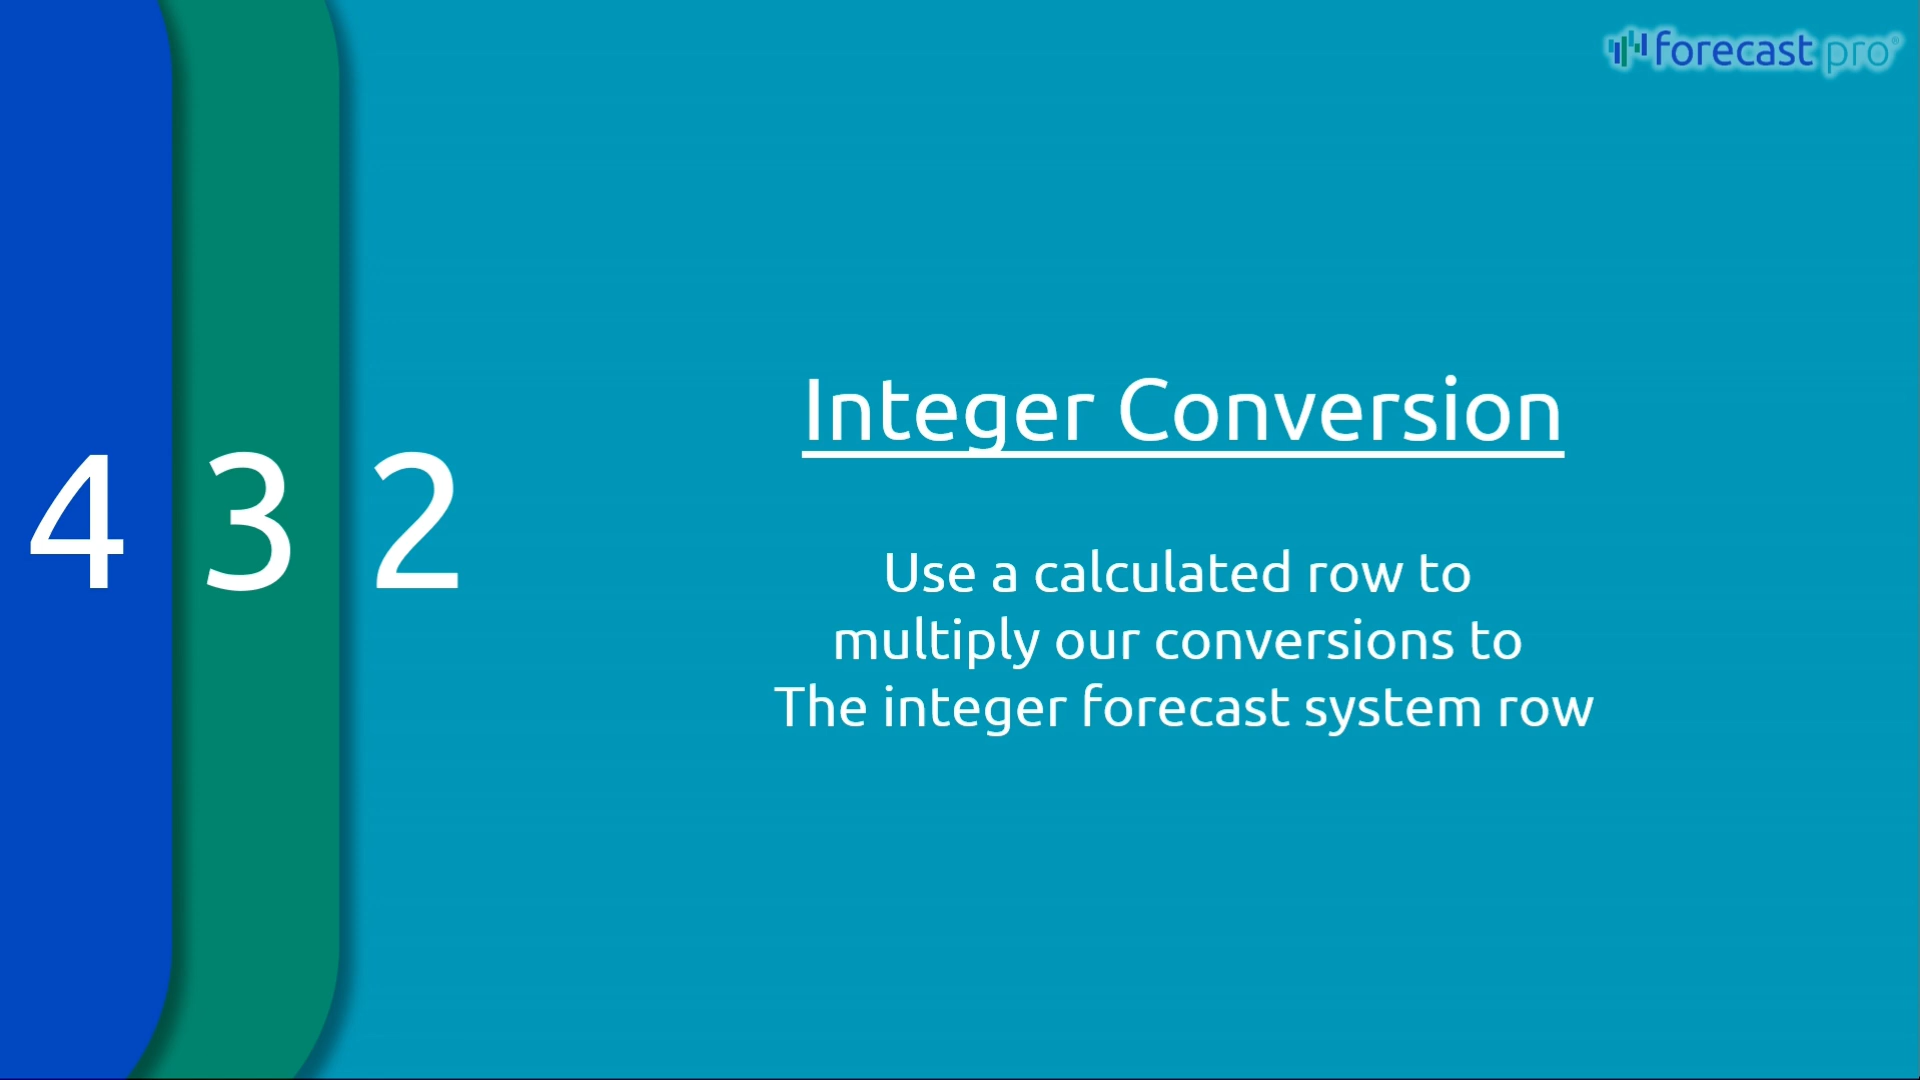 forecast pro®
4 3 2
Integer Conversion
Use a calculated row to
multiply our conversions to
The integer forecast system row